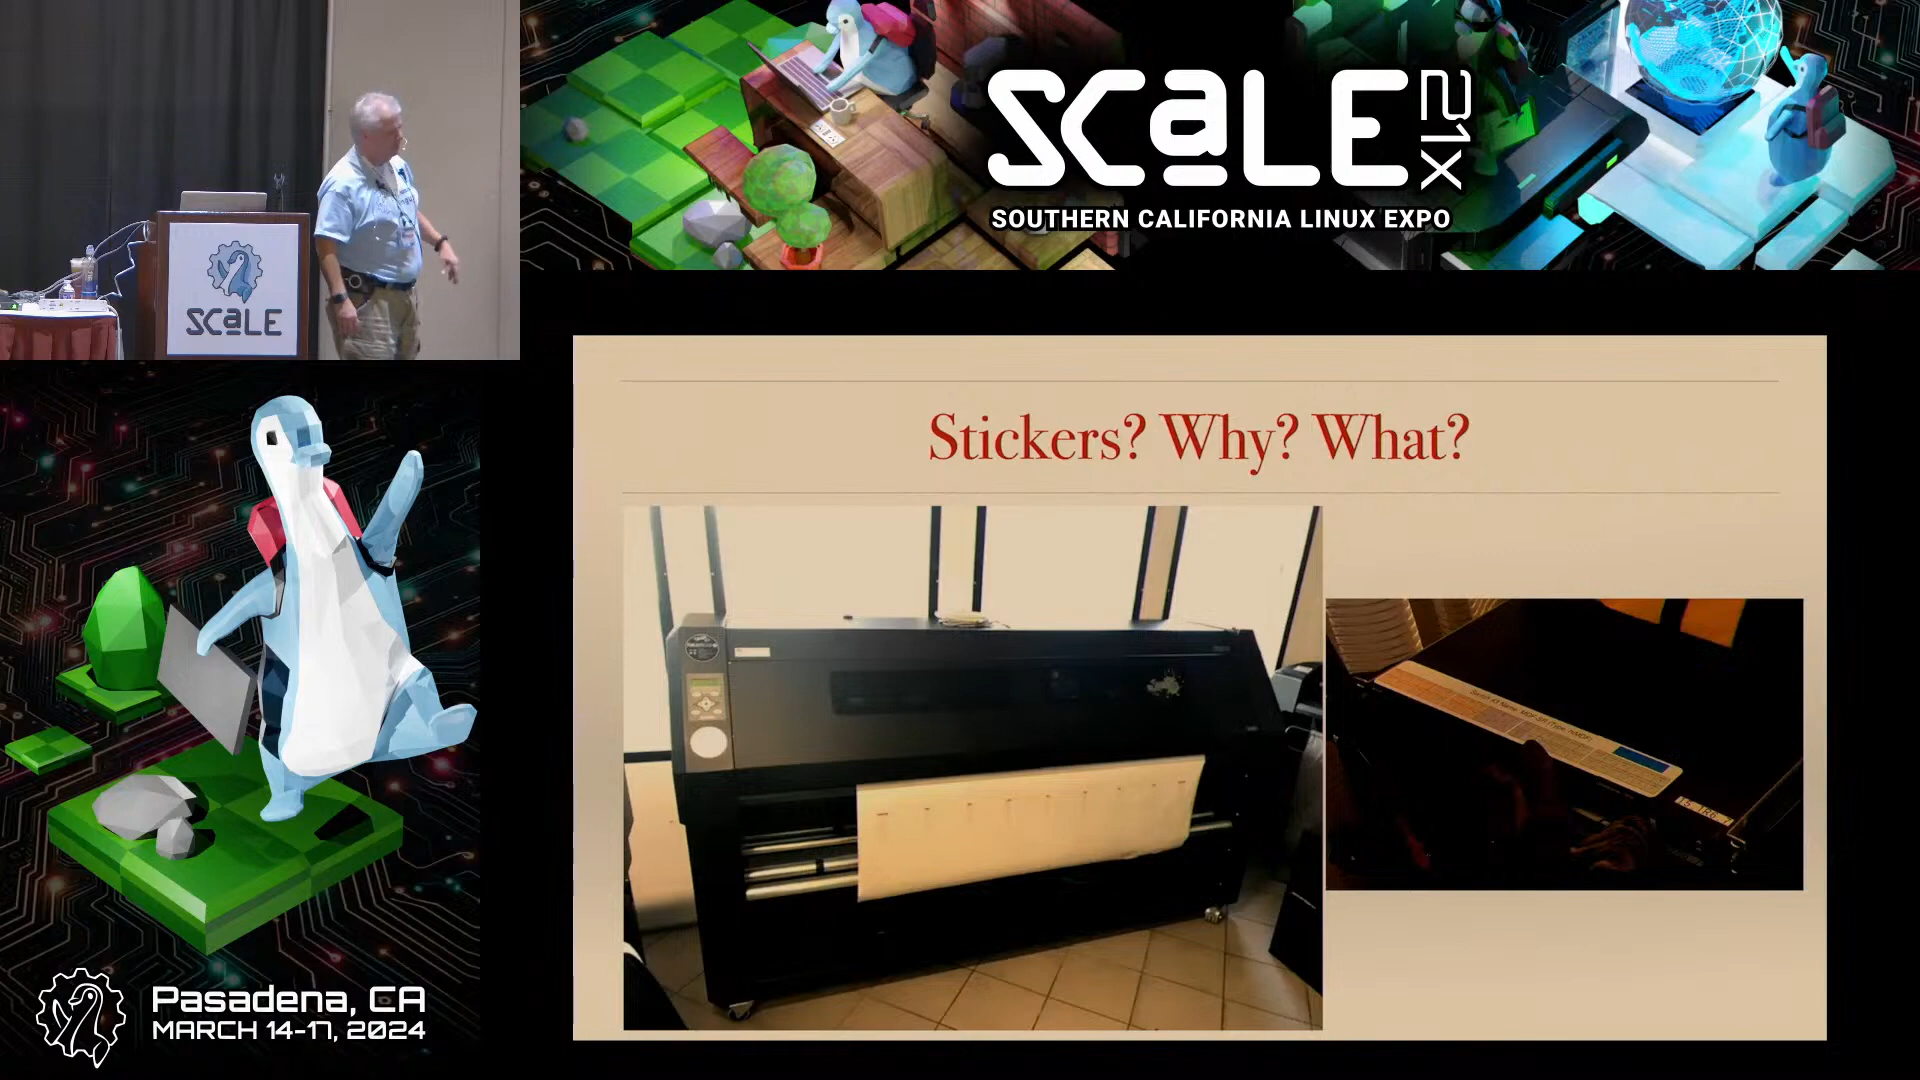 SCaLE 21X
SOUTHERN CALIFORNIA LINUX EXPO
SCaLE
Stickers? Why? What?
Pasadena, CA
MARCH 14-17, 2024